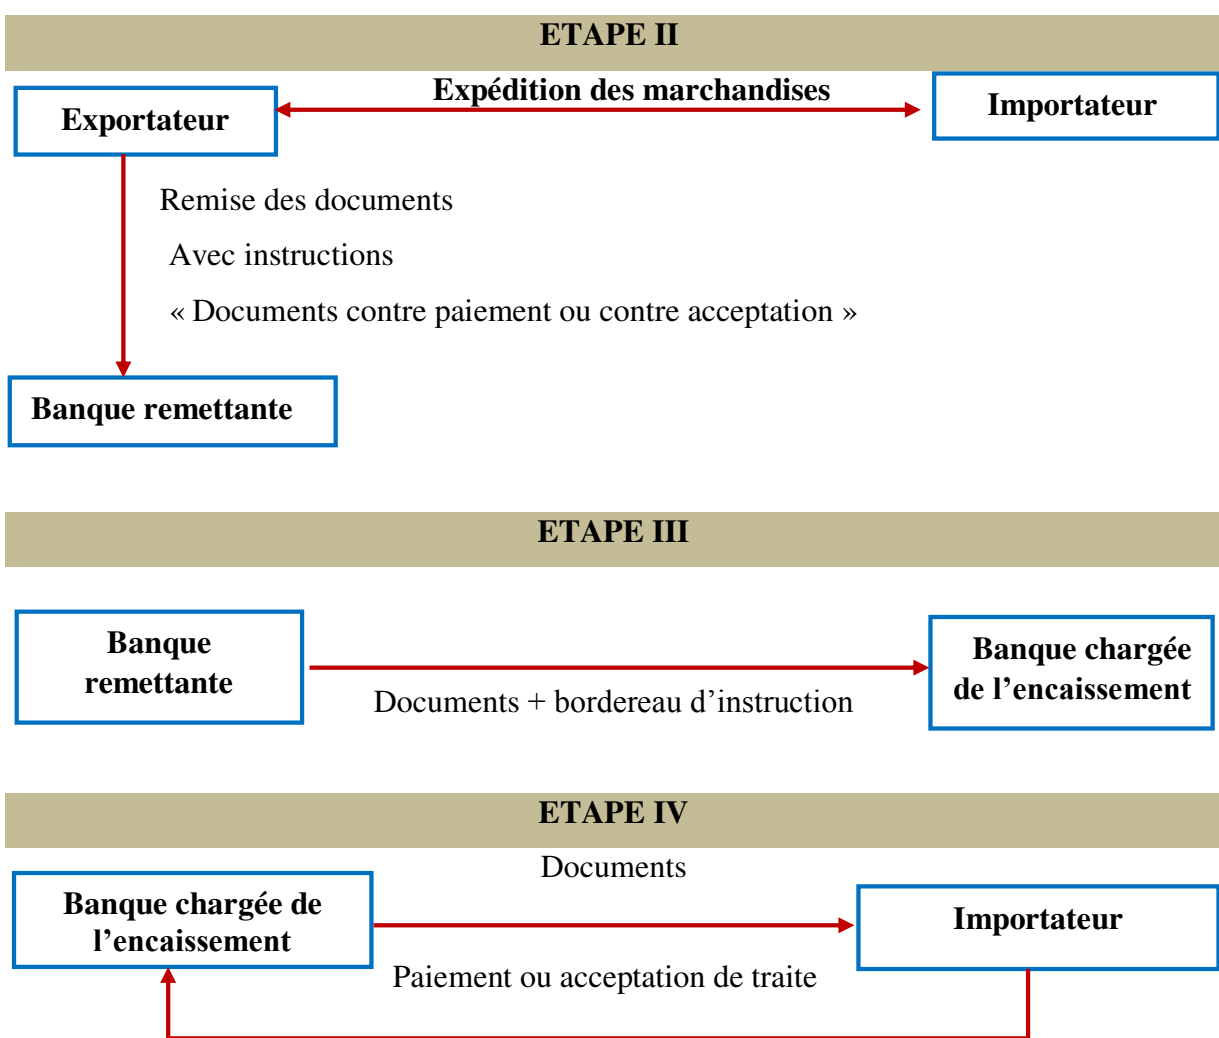 ETAPE II
Expédition des marchandises
Exportateur
Importateur
Remise des documents
Avec instructions
« Documents contre paiement ou contre acceptation »
Banque remettante
ETAPE III
Banque
remettante
Documents + bordereau d’instruction
Banque chargée
de l’encaissement
ETAPE IV
Documents
Banque chargée de
l’encaissement
Importateur
Paiement ou acceptation de traite